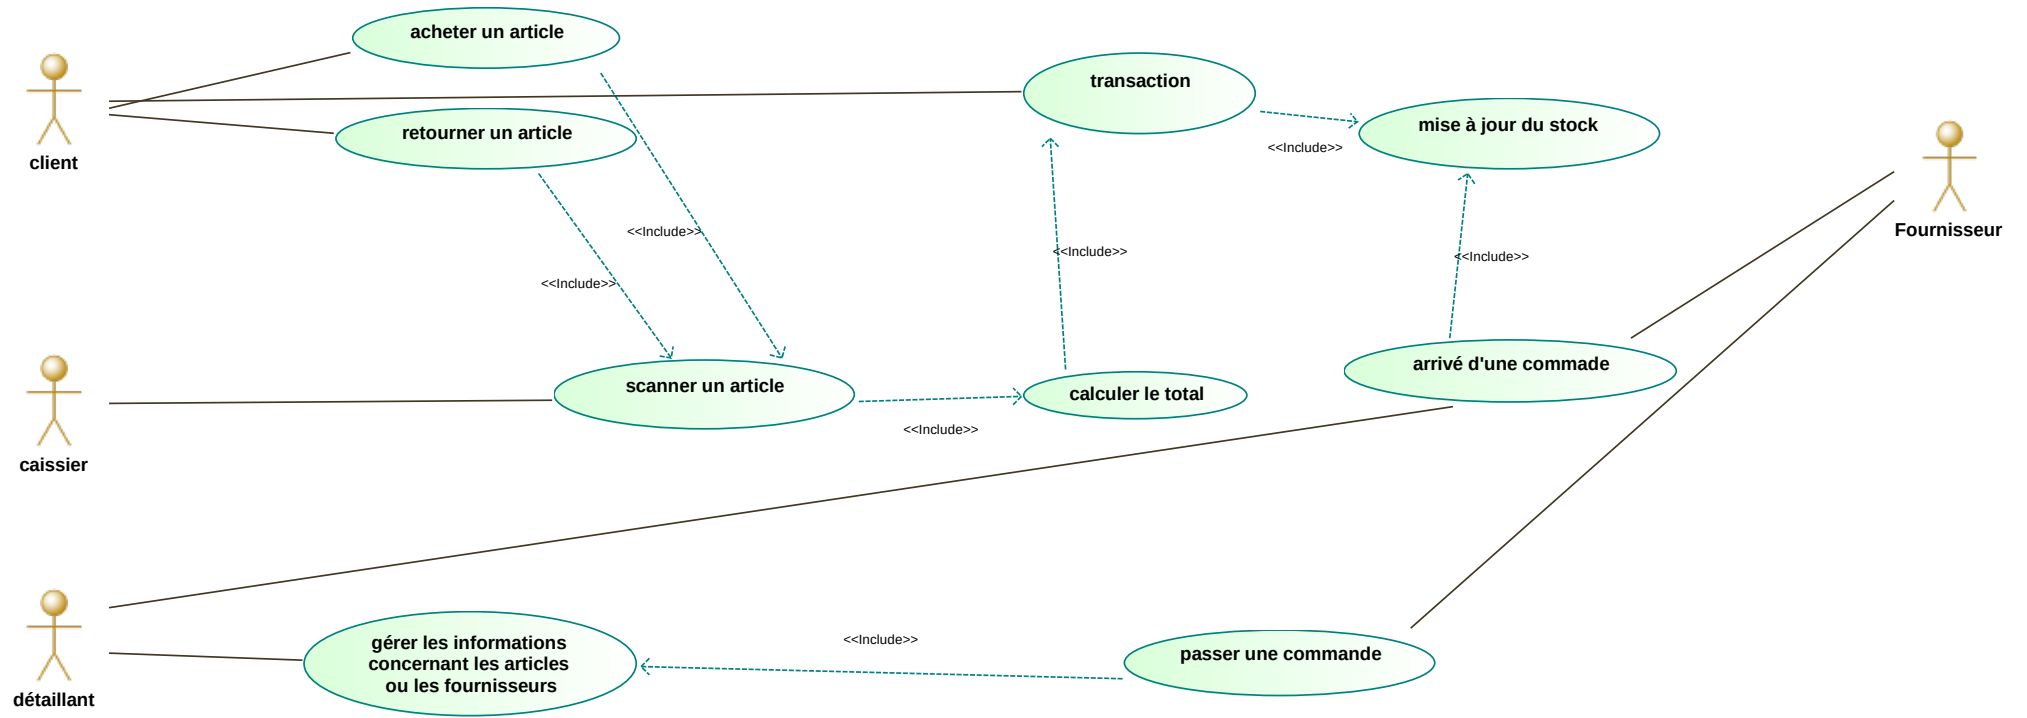 acheter un article
transaction
mise à jour du stock
retourner un article
<<Include>>
client
Fournisseur
<<Include>>
<<Include>>
<<Include>>
<<Include>>
arrivé d'une commade
scanner un article
calculer le total
<<Include>>
caissier
<<Include>>
gérer les informations
concernant les articles
ou les fournisseurs
passer une commande
détaillant